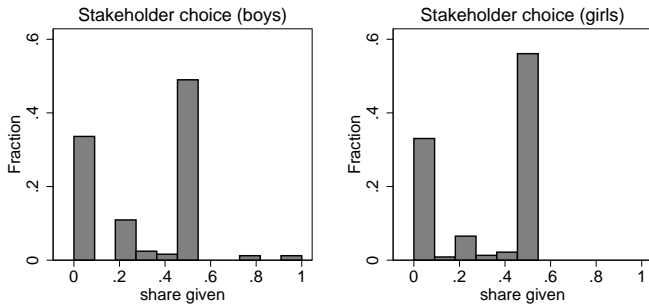 Stakeholder choice (boys)
Fraction
.6
.4
.2
0
0 .2 .4 .6 .8 1
share given
Stakeholder choice (girls)
Fraction
.6
.4
.2
0
0 .2 .4 .6 .8 1
share given